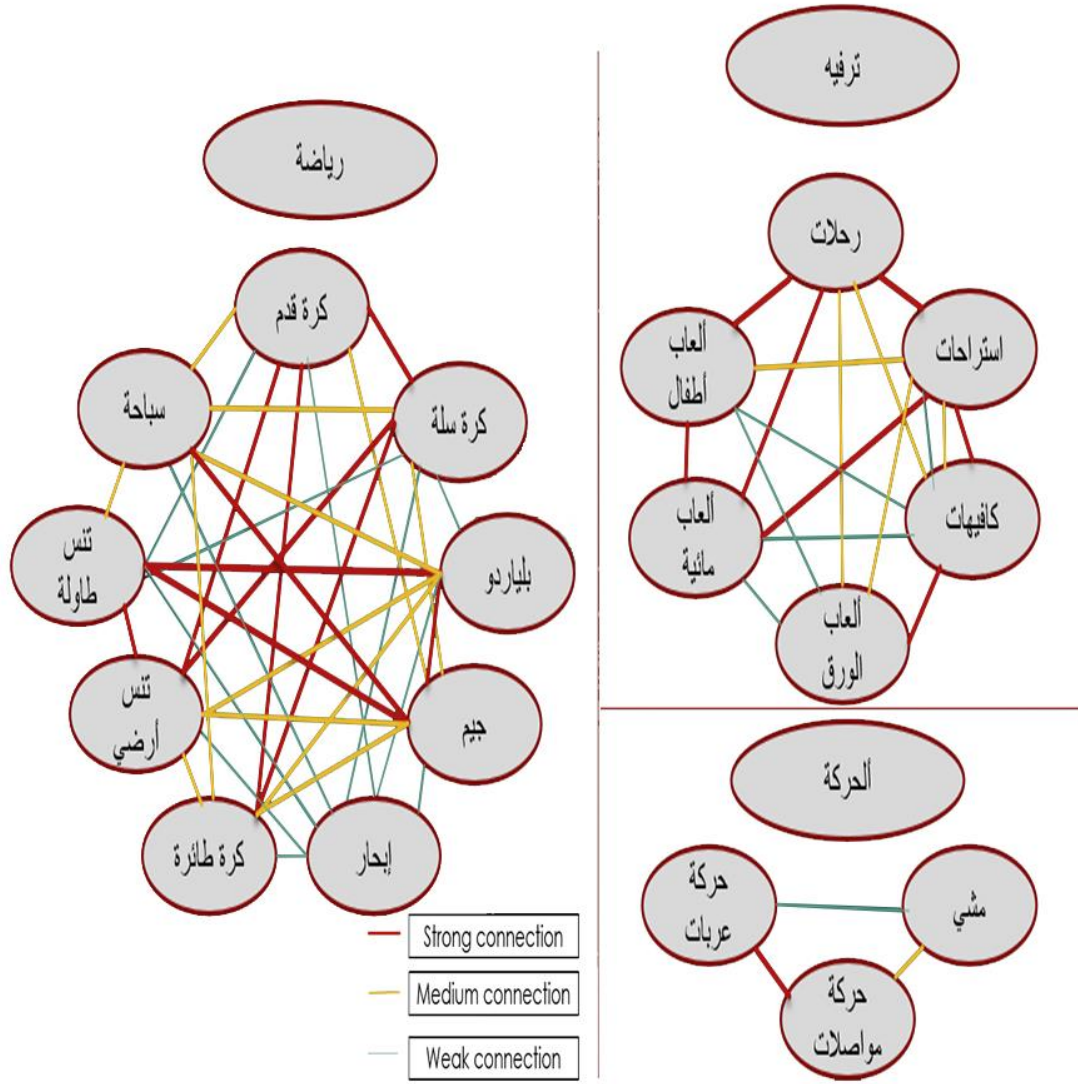 رياضة
كرة قدم
سباحة
كرة سلة
تنس
طاولة
بلياردو
تنس
أرضي
جيم
كرة طائرة
إبحار
Strong connection
Medium connection
Weak connection
ترفيه
رحلات
ألعاب
أطفال
استراحات
ألعاب
مائية
كافيهات
ألعاب
الورق
ألحركة
حركة
عربات
مشي
حركة
مواصلات